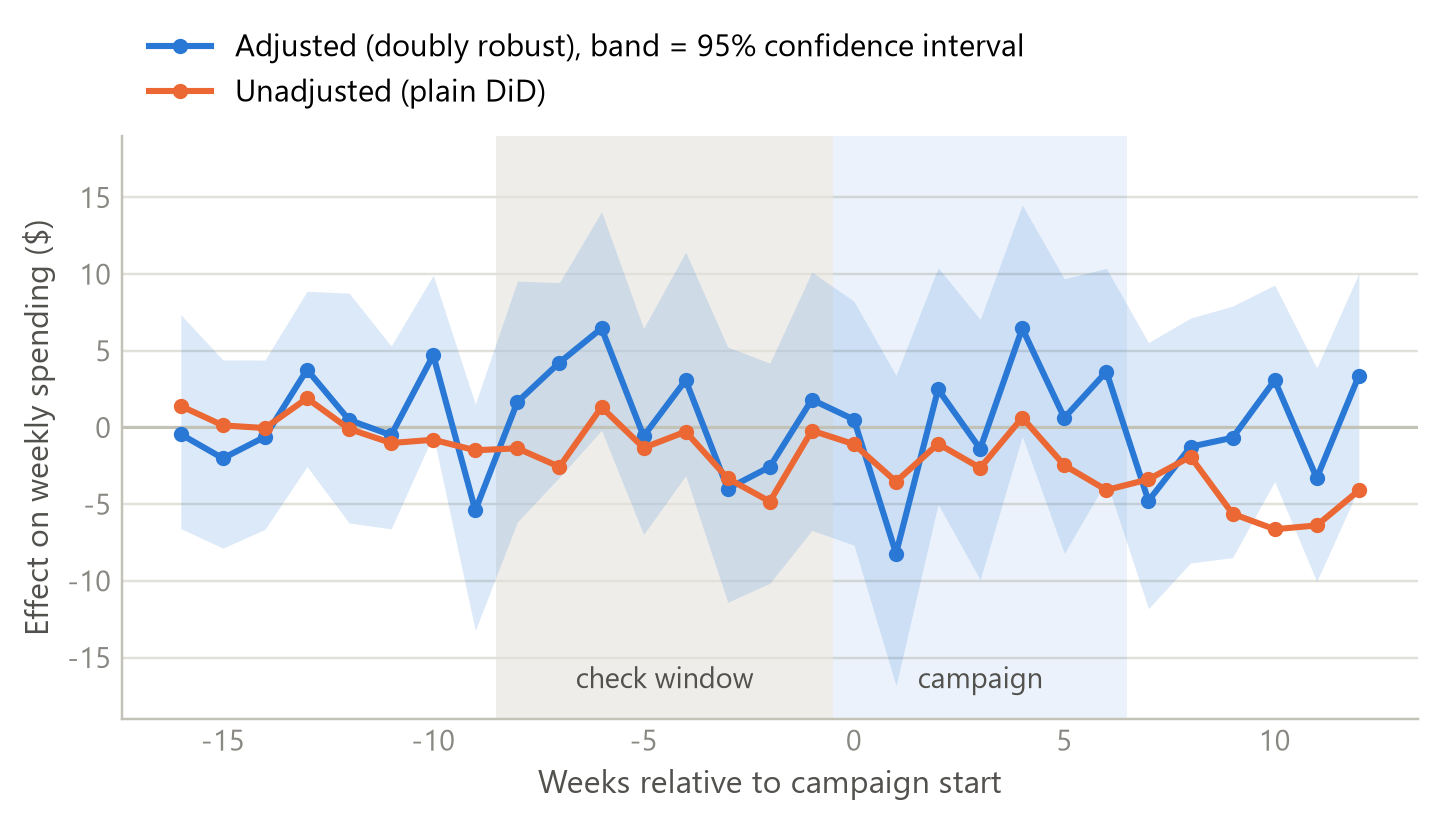 Adjusted (doubly robust), band = 95% confidence interval
Unadjusted (plain DiD)
Effect on weekly spending ($)
15
10
5
0
-5
-10
-15
check window
campaign
-15
-10
-5
0
5
10
Weeks relative to campaign start